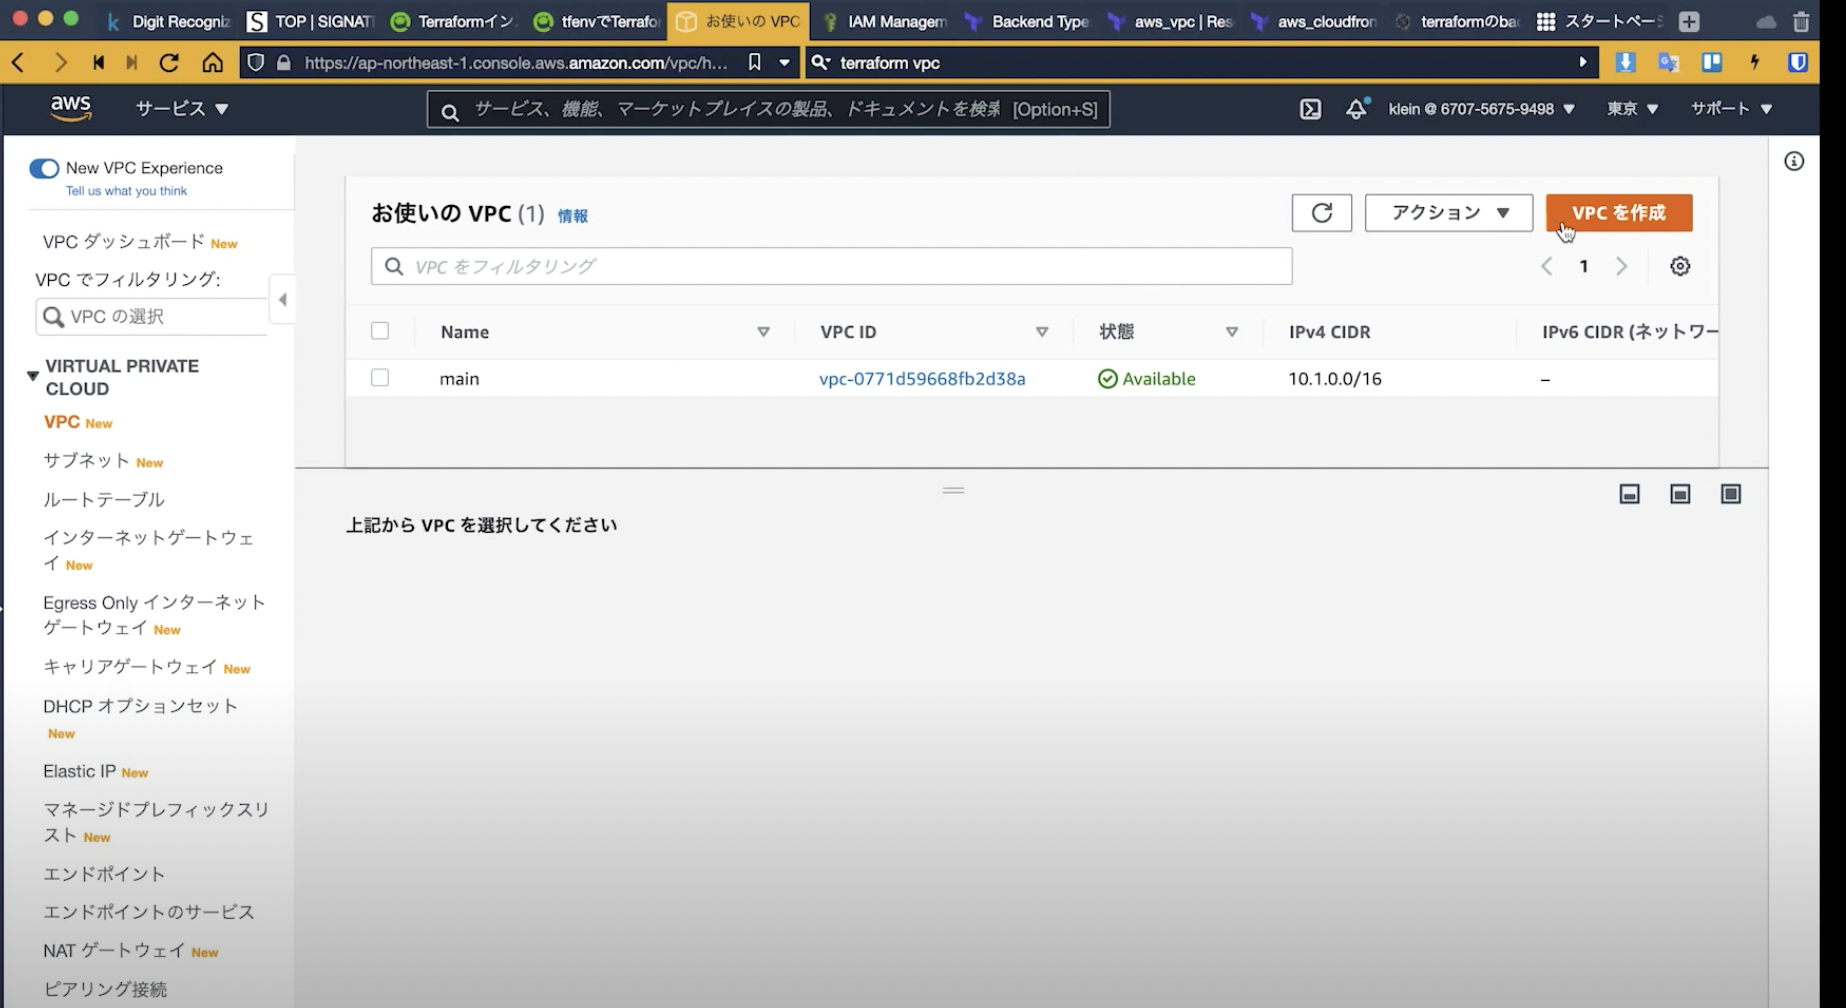 Digit Recogniz
TOP | SIGNAT
Terraformイン
tfenvでTerrafo
お使いの VPC
IAM Managem
Backend Type
aws_vpc | Res
aws_cloudfron
terraformのba
スタートペー
https://ap-northeast-1.console.aws.amazon.com/vpc/h...
terraform vpc
aws
サービス ▼
サービス、機能、マーケットプレイスの製品、ドキュメントを検索 [Option+S]
klein @ 6707-5675-9498 ▼
東京 ▼
サポート ▼
New VPC Experience
Tell us what you think
VPC ダッシュボード New
VPC でフィルタリング:
VPC の選択
VIRTUAL PRIVATE
CLOUD
VPC New
サブネット New
ルートテーブル
インターネットゲートウェ
イ New
Egress Only インターネット
ゲートウェイ New
キャリアゲートウェイ New
DHCP オプションセット
New
Elastic IP New
マネージドプレフィックスリ
スト New
エンドポイント
エンドポイントのサービス
NAT ゲートウェイ New
ピアリング接続
お使いの VPC (1) 情報
アクション ▼
VPC を作成
VPC をフィルタリング
1
Name
VPC ID
状態
IPv4 CIDR
IPv6 CIDR (ネットワー
main
vpc-0771d59668fb2d38a
Available
10.1.0.0/16
–
上記から VPC を選択してください